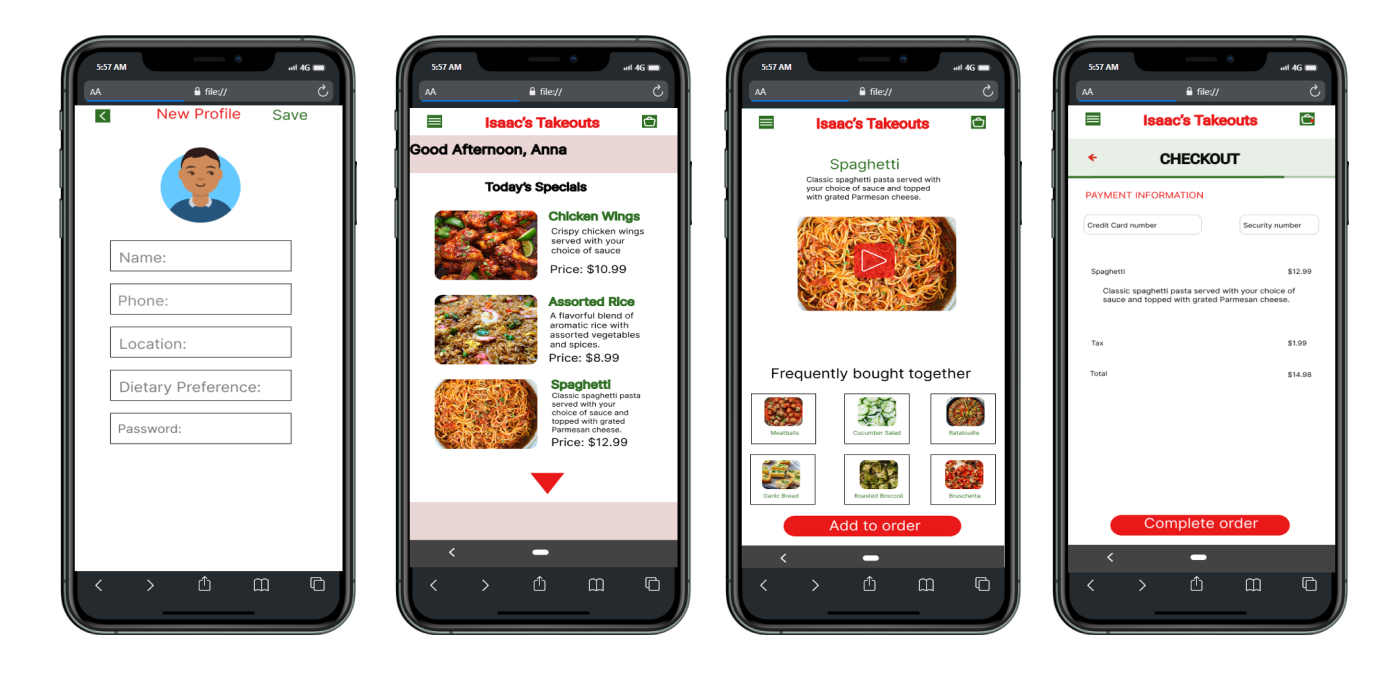 5:57 AM
4G
AA
file://
New Profile
Save
Name:
Phone:
Location:
Dietary Preference:
Password:
5:57 AM
4G
AA
file://
Isaac's Takeouts
Good Afternoon, Anna
Today's Specials
Chicken Wings
Crispy chicken wings
served with your
choice of sauce
Price: $10.99
Assorted Rice
A flavorful blend of
aromatic rice with
assorted vegetables
and spices.
Price: $8.99
Spaghetti
Classic spaghetti pasta
served with your
choice of sauce and
topped with grated
Parmesan cheese.
Price: $12.99
5:57 AM
4G
AA
file://
Isaac's Takeouts
Spaghetti
Classic spaghetti pasta served with
your choice of sauce and topped
with grated Parmesan cheese.
Frequently bought together
Meatballs
Cucumber Salad
Ratatouille
Garlic Bread
Roasted Broccoli
Bruschetta
Add to order
5:57 AM
4G
AA
file://
Isaac's Takeouts
CHECKOUT
PAYMENT INFORMATION
Credit Card number
Security number
Spaghetti $12.99
Classic spaghetti pasta served with your choice of
sauce and topped with grated Parmesan cheese.
Tax $1.99
Total $14.98
Complete order